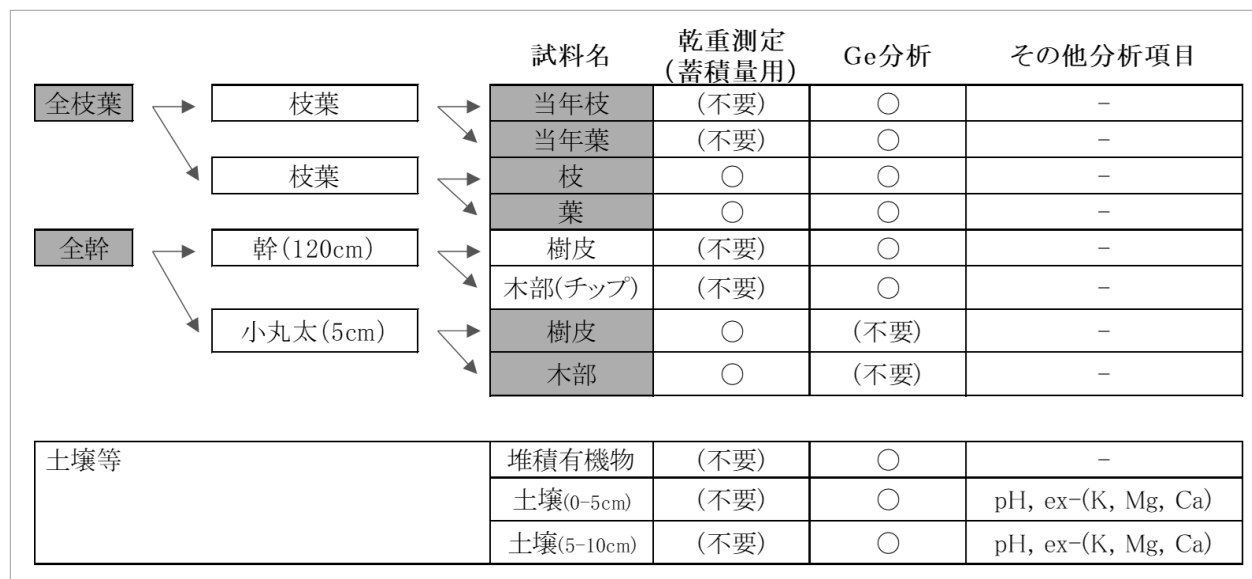 試料名 乾重測定(蓄積量用) Ge分析 その他分析項目
全枝葉 枝葉 当年枝 (不要) ○ −
当年葉 (不要) ○ −
枝葉 枝 ○ ○ −
葉 ○ ○ −
全幹 幹(120cm) 樹皮 (不要) ○ −
木部(チップ) (不要) ○ −
小丸太(5cm) 樹皮 ○ (不要) −
木部 ○ (不要) −
土壌等 堆積有機物 (不要) ○ −
土壌(0-5cm) (不要) ○ pH, ex-(K, Mg, Ca)
土壌(5-10cm) (不要) ○ pH, ex-(K, Mg, Ca)